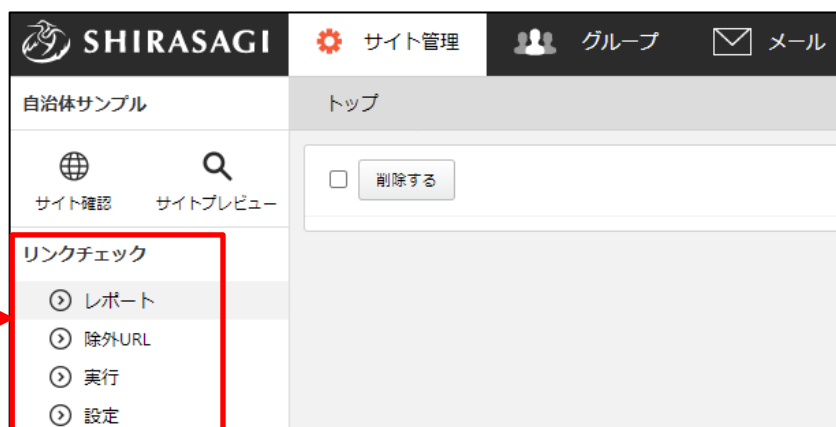 SHIRASAGI サイト管理 グループ メール
自治体サンプル トップ
削除する
サイト確認 サイトプレビュー
リンクチェック
レポート
除外URL
実行
設定